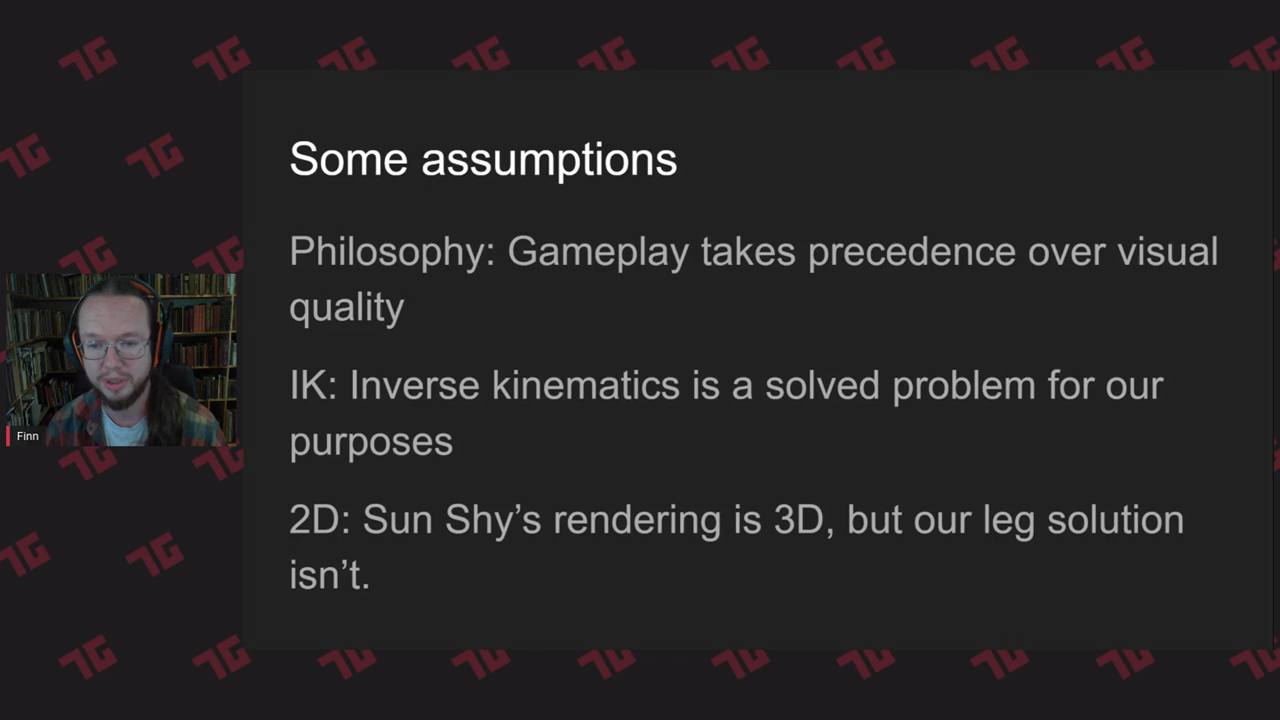 Some assumptions
Philosophy: Gameplay takes precedence over visual
quality
IK: Inverse kinematics is a solved problem for our
purposes
2D: Sun Shy’s rendering is 3D, but our leg solution
isn’t.
Finn